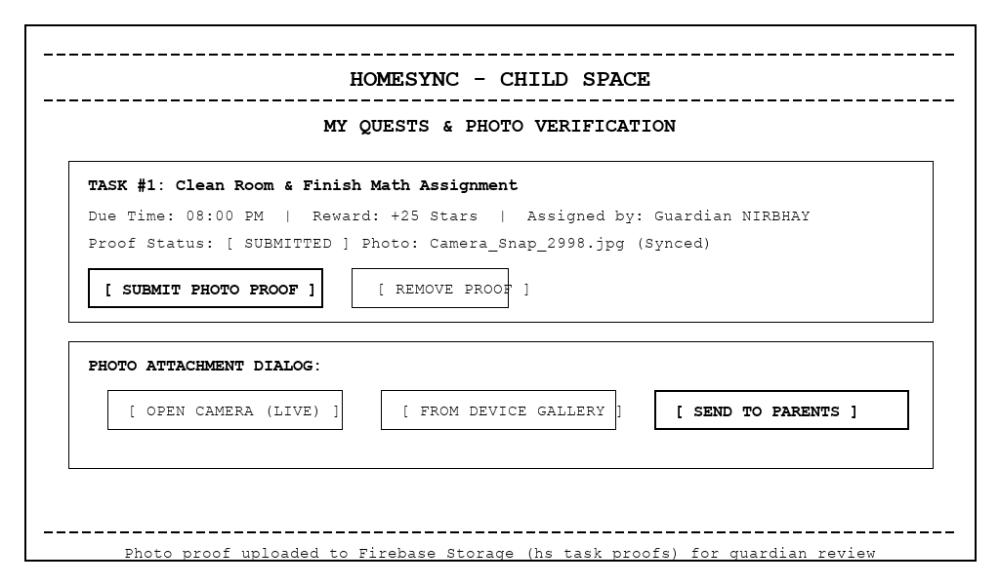 HOMESYNC - CHILD SPACE
MY QUESTS & PHOTO VERIFICATION
TASK #1: Clean Room & Finish Math Assignment
Due Time: 08:00 PM | Reward: +25 Stars | Assigned by: Guardian NIRBHAY
Proof Status: [ SUBMITTED ] Photo: Camera_Snap_2998.jpg (Synced)
[ SUBMIT PHOTO PROOF ] [ REMOVE PROOF ]
PHOTO ATTACHMENT DIALOG:
[ OPEN CAMERA (LIVE) ] [ FROM DEVICE GALLERY ] [ SEND TO PARENTS ]
Photo proof uploaded to Firebase Storage (hs_task_proofs) for guardian review